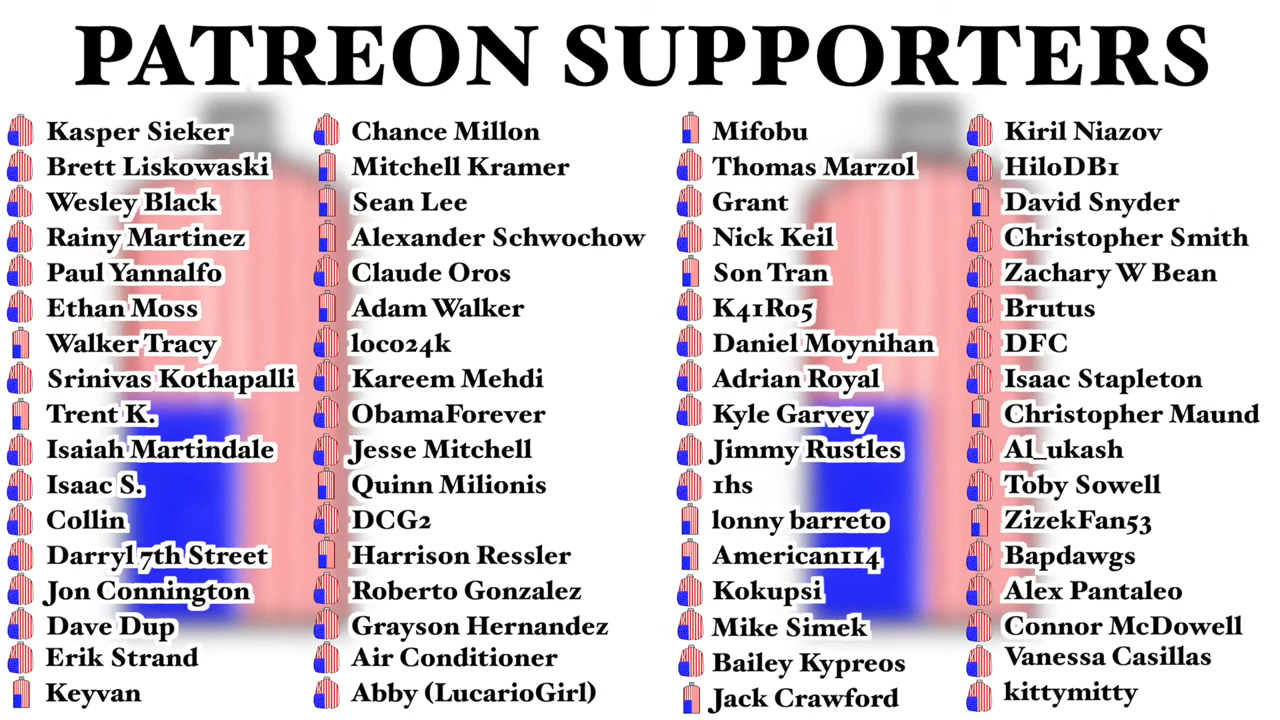 PATREON SUPPORTERS
Kasper Sieker
Brett Liskowaski
Wesley Black
Rainy Martinez
Paul Yannalfo
Ethan Moss
Walker Tracy
Srinivas Kothapalli
Trent K.
Isaiah Martindale
Isaac S.
Collin
Darryl 7th Street
Jon Connington
Dave Dup
Erik Strand
Keyvan
Chance Millon
Mitchell Kramer
Sean Lee
Alexander Schwochow
Claude Oros
Adam Walker
loco24k
Kareem Mehdi
ObamaForever
Jesse Mitchell
Quinn Milionis
DCG2
Harrison Ressler
Roberto Gonzalez
Grayson Hernandez
Air Conditioner
Abby (LucarioGirl)
Mifobu
Thomas Marzol
Grant
Nick Keil
Son Tran
K41R05
Daniel Moynihan
Adrian Royal
Kyle Garvey
Jimmy Rustles
1hs
lonny barreto
American114
Kokupsi
Mike Simek
Bailey Kypreos
Jack Crawford
Kiril Niazov
HiloDB1
David Snyder
Christopher Smith
Zachary W Bean
Brutus
DFC
Isaac Stapleton
Christopher Maund
Al_ukash
Toby Sowell
ZizekFan53
Bapdawgs
Alex Pantaleo
Connor McDowell
Vanessa Casillas
kittymitty